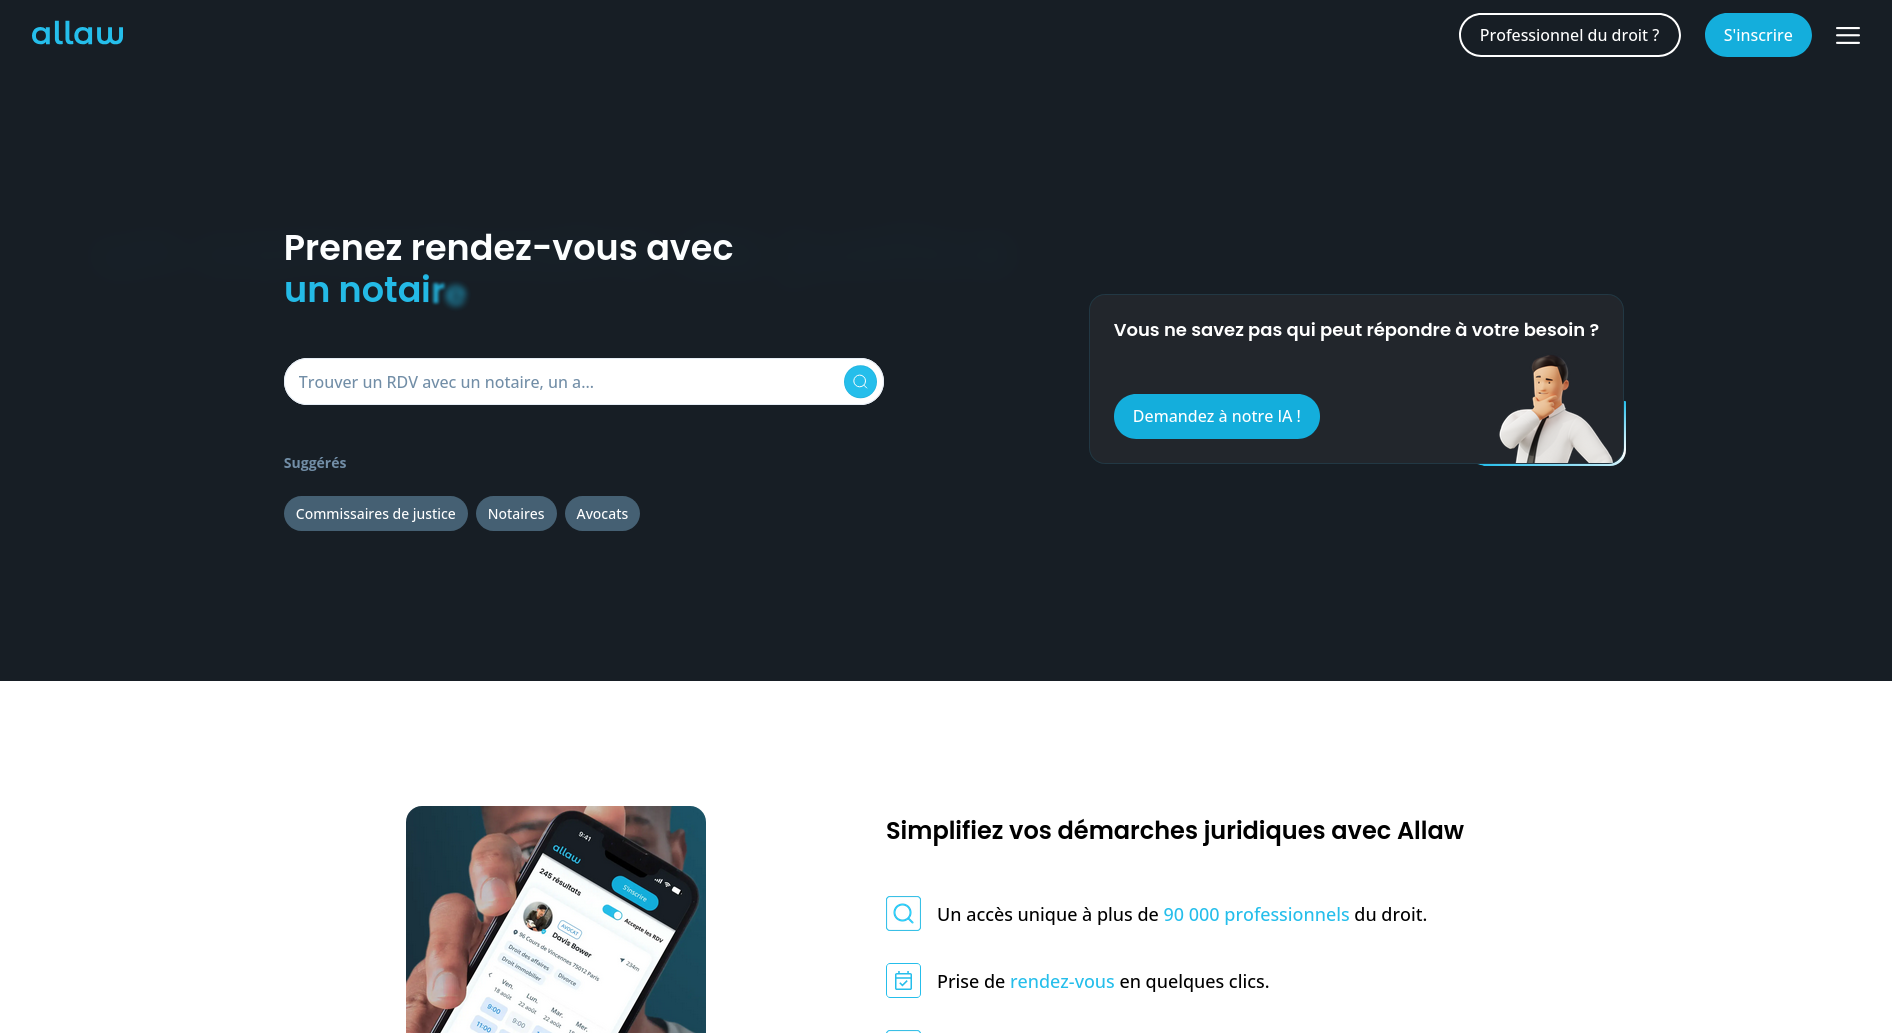 allaw
Professionnel du droit ?
S'inscrire
Prenez rendez-vous avec
un notaire
Trouver un RDV avec un notaire, un a...
Suggérés
Commissaires de justice
Notaires
Avocats
Vous ne savez pas qui peut répondre à votre besoin ?
Demandez à notre IA !
Simplifiez vos démarches juridiques avec Allaw
Un accès unique à plus de 90 000 professionnels du droit.
Prise de rendez-vous en quelques clics.
9:41
allaw
S'inscrire
245 résultats
Accepte les RDV
AVOCAT
Davis Bower
96 Cours de Vincennes 75012 Paris
234m
Droit des affaires
Divorce
Droit immobilier
Ven.
18 août
Lun.
22 août
Mar.
22 août
Mer.
9:00
9:00
11:00